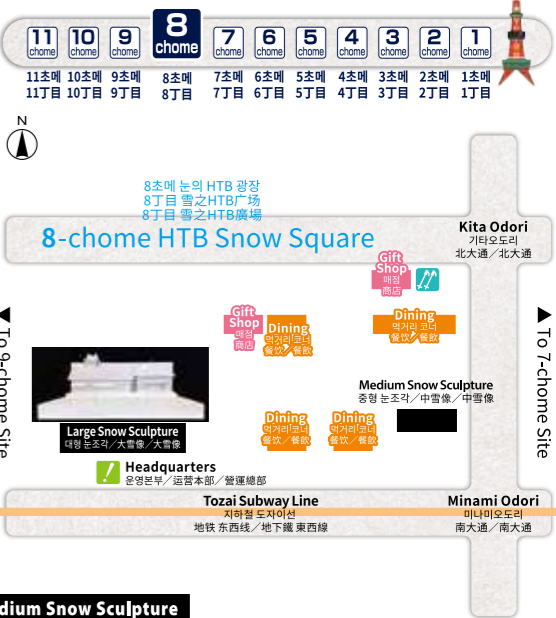 11 chome
10 chome
9 chome
8 chome
7 chome
6 chome
5 chome
4 chome
3 chome
2 chome
1 chome
11초메 10초메 9초메 8초메 7초메 6초메 5초메 4초메 3초메 2초메 1초메
11丁目 10丁目 9丁目 8丁目 7丁目 6丁目 5丁目 4丁目 3丁目 2丁目 1丁目
N
8초메 눈의 HTB 광장
8丁目 雪之HTB广场
8丁目 雪之HTB廣場
8-chome HTB Snow Square
Kita Odori
기타오도리
北大通／北大通
Gift
Shop
매점
商店
Gift
Shop
매점
商店
Dining
먹거리 코너
餐饮／餐飲
Dining
먹거리 코너
餐饮／餐飲
◀ To 9-chome Site
▶ To 7-chome Site
Medium Snow Sculpture
중형 눈조각／中雪像／中雪像
Large Snow Sculpture
대형 눈조각／大雪像／大雪像
Dining
먹거리 코너
餐饮／餐飲
Dining
먹거리 코너
餐饮／餐飲
Headquarters
운영본부／运营本部／營運總部
Tozai Subway Line
지하철 도자이선
地铁 东西线／地下鐵 東西線
Minami Odori
미나미오도리
南大通／南大通
dium Snow Sculpture